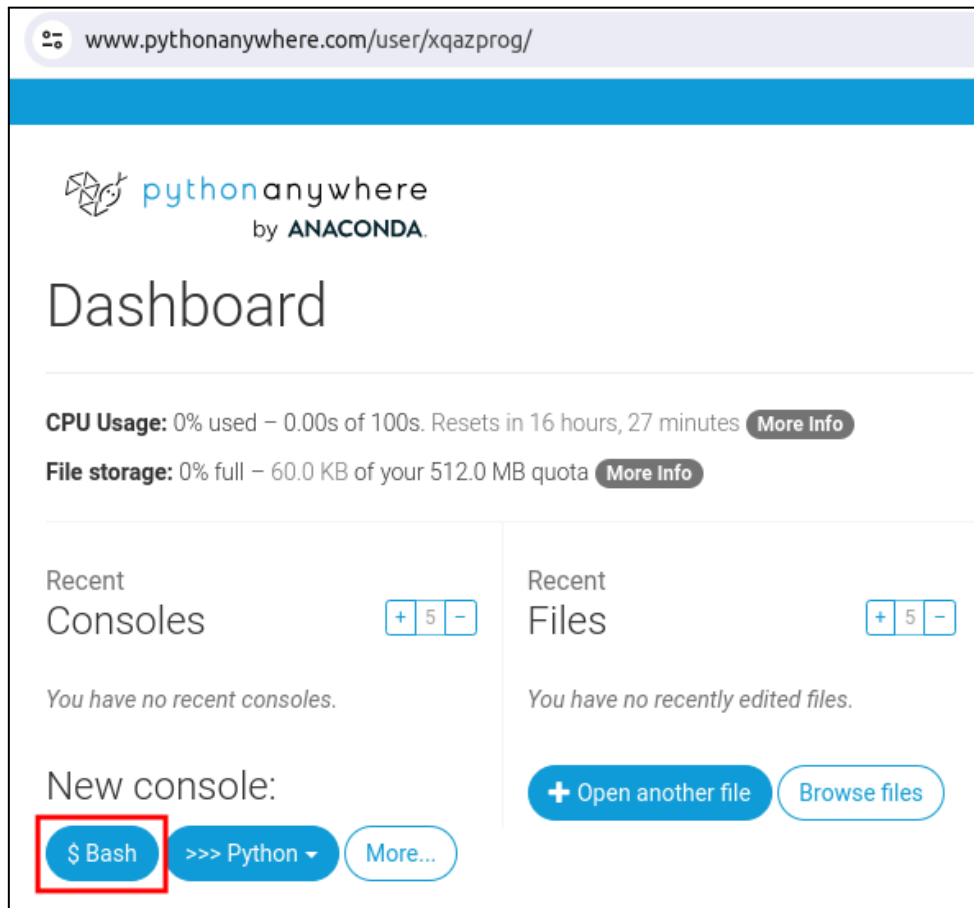 www.pythonanywhere.com/user/xqazprog/
pythonanywhere
by ANACONDA.
Dashboard
CPU Usage: 0% used – 0.00s of 100s. Resets in 16 hours, 27 minutes More Info
File storage: 0% full – 60.0 KB of your 512.0 MB quota More Info
Recent
Consoles + 5 −
You have no recent consoles.
New console:
$ Bash >>> Python More...
Recent
Files + 5 −
You have no recently edited files.
+ Open another file Browse files